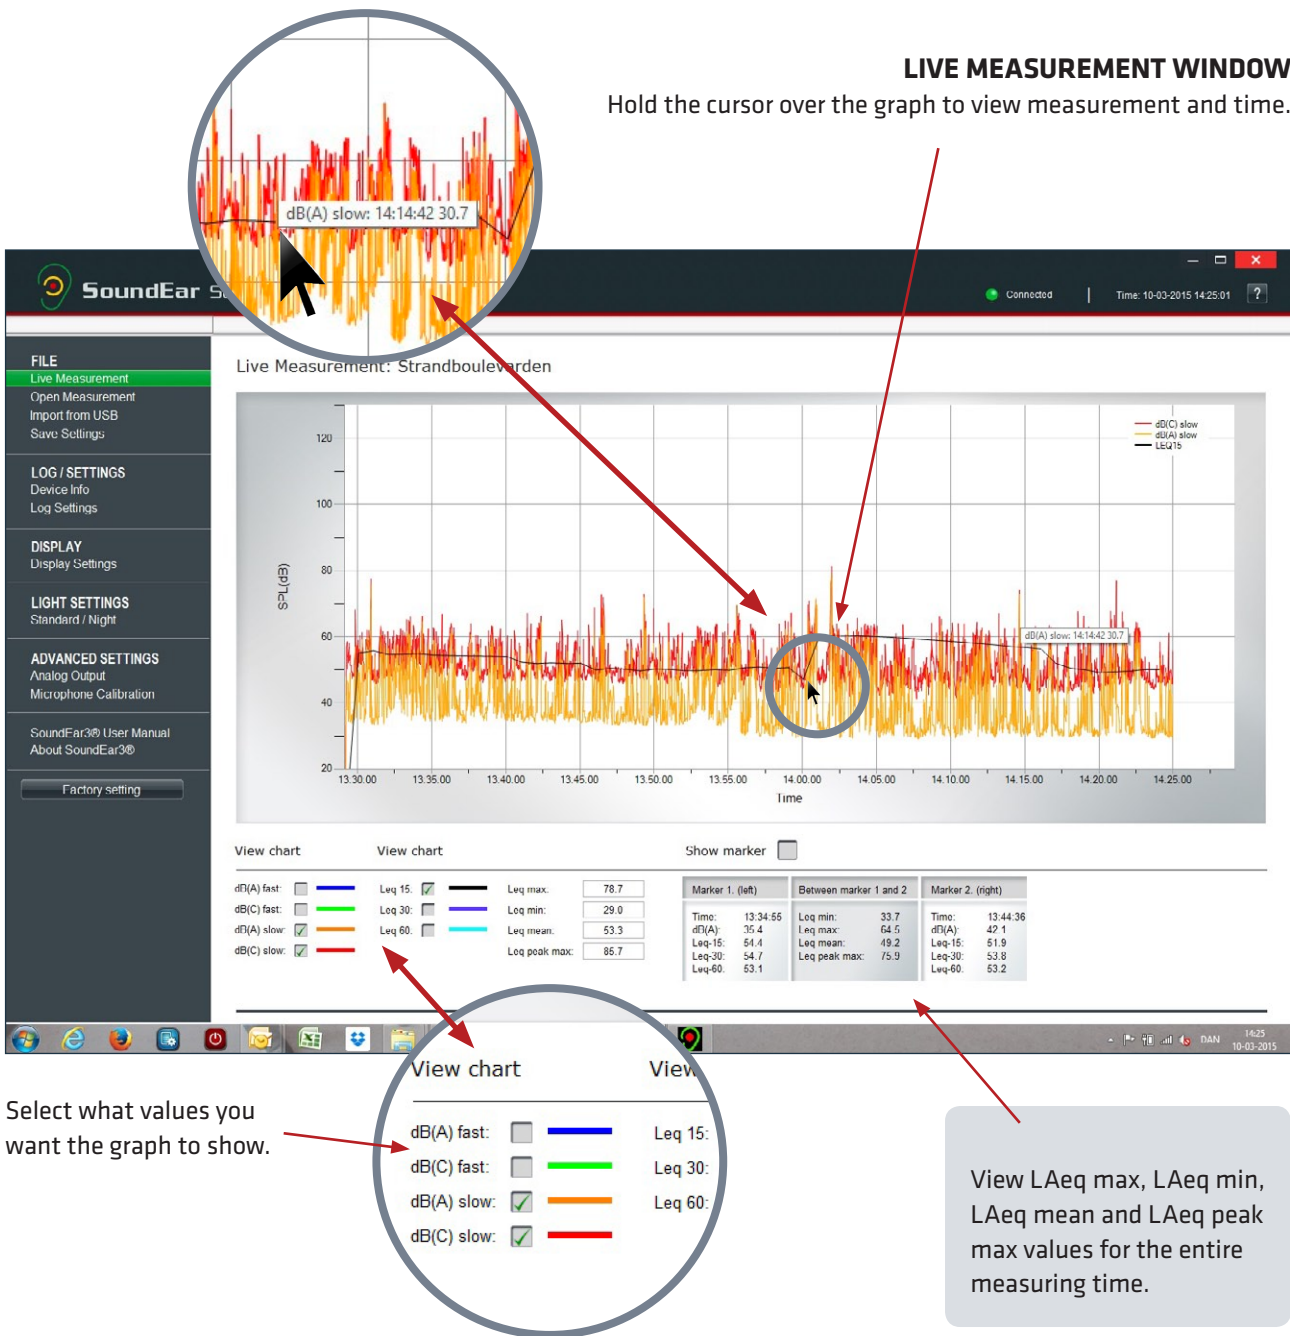 LIVE MEASUREMENT WINDOW
Hold the cursor over the graph to view measurement and time.
dB(A) slow: 14:14:42 30.7
SoundEar
Connected | Time: 10-03-2015 14:25:01 ?
FILE
Live Measurement
Open Measurement
Import from USB
Save Settings
LOG / SETTINGS
Device Info
Log Settings
DISPLAY
Display Settings
LIGHT SETTINGS
Standard / Night
ADVANCED SETTINGS
Analog Output
Microphone Calibration
SoundEar3® User Manual
About SoundEar3®
Factory setting
Live Measurement: Strandboulevarden
dB(C) slow
dB(A) slow
LEQ15
SPL(dB)
120
100
80
60
40
20
dB(A) slow: 14:14:42 30.7
13.30.00 13.35.00 13.40.00 13.45.00 13.50.00 13.55.00 14.00.00 14.05.00 14.10.00 14.15.00 14.20.00 14.25.00
Time
View chart View chart Show marker
dB(A) fast: Leq 15: Leq max: 78.7
dB(C) fast: Leq 30: Leq min: 29.0
dB(A) slow: Leq 60: Leq mean: 53.3
dB(C) slow: Leq peak max: 85.7
Marker 1. (left) Between marker 1 and 2 Marker 2. (right)
Time: 13:34:55 Leq min: 33.7 Time: 13:44:36
dB(A): 35.4 Leq max: 64.5 dB(A): 42.1
Leq-15: 54.4 Leq mean: 49.2 Leq-15: 51.9
Leq-30: 54.7 Leq peak max: 75.9 Leq-30: 53.8
Leq-60. 53.1 Leq-60. 53.2
DAN 14:25
10-03-2015
Select what values you
want the graph to show.
View chart View
dB(A) fast: Leq 15:
dB(C) fast: Leq 30:
dB(A) slow: Leq 60:
dB(C) slow:
View LAeq max, LAeq min,
LAeq mean and LAeq peak
max values for the entire
measuring time.